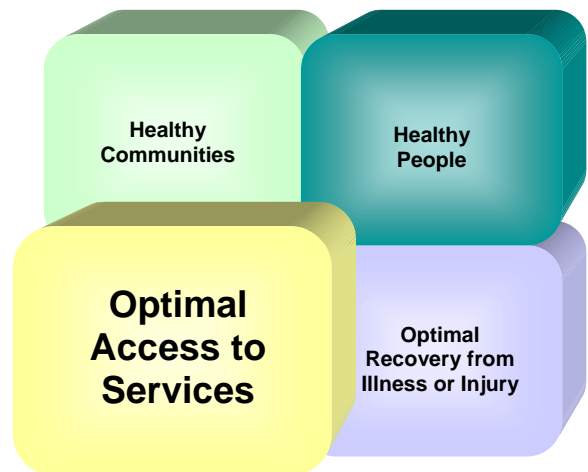 Healthy
Communities
Healthy
People
Optimal
Access to
Services
Optimal
Recovery from
Illness or Injury